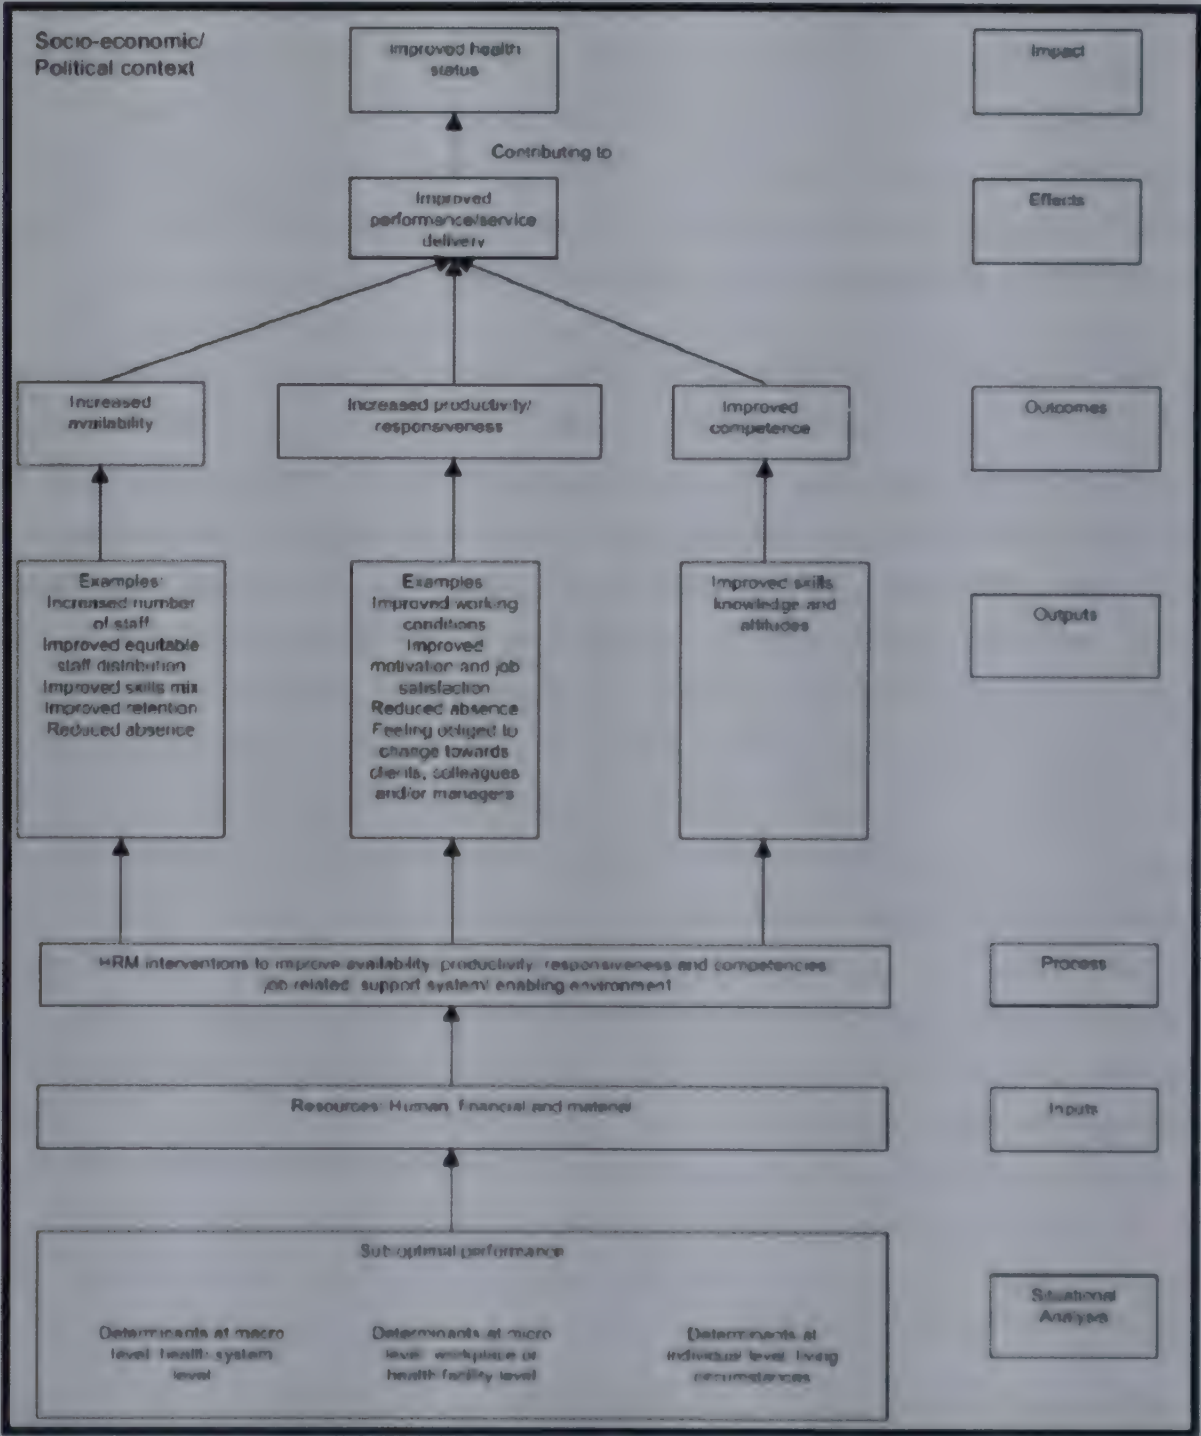 Socio-economic/
Political context
Improved health
status
Impact
Contributing to
Improved
performance/service
delivery
Effects
Increased
availability
Increased productivity/
responsiveness
Improved
competence
Outcomes
Examples:
Increased number
of staff
Improved equitable
staff distribution
Improved skills mix
Improved retention
Reduced absence
Examples
Improved working
conditions
Improved
motivation and job
satisfaction
Reduced absence
Feeling obliged to
change towards
clients, colleagues
and/or managers
Improved skills
knowledge and
attitudes
Outputs
HRM interventions to improve availability productivity responsiveness and competencies
job related support system/ enabling environment
Process
Resources: Human financial and material
Inputs
Sub optimal performance
Determinants at macro
level health system
level
Determinants at micro
level workplace or
health facility level
Determinants at
individual level living
circumstances
Situational
Analysis